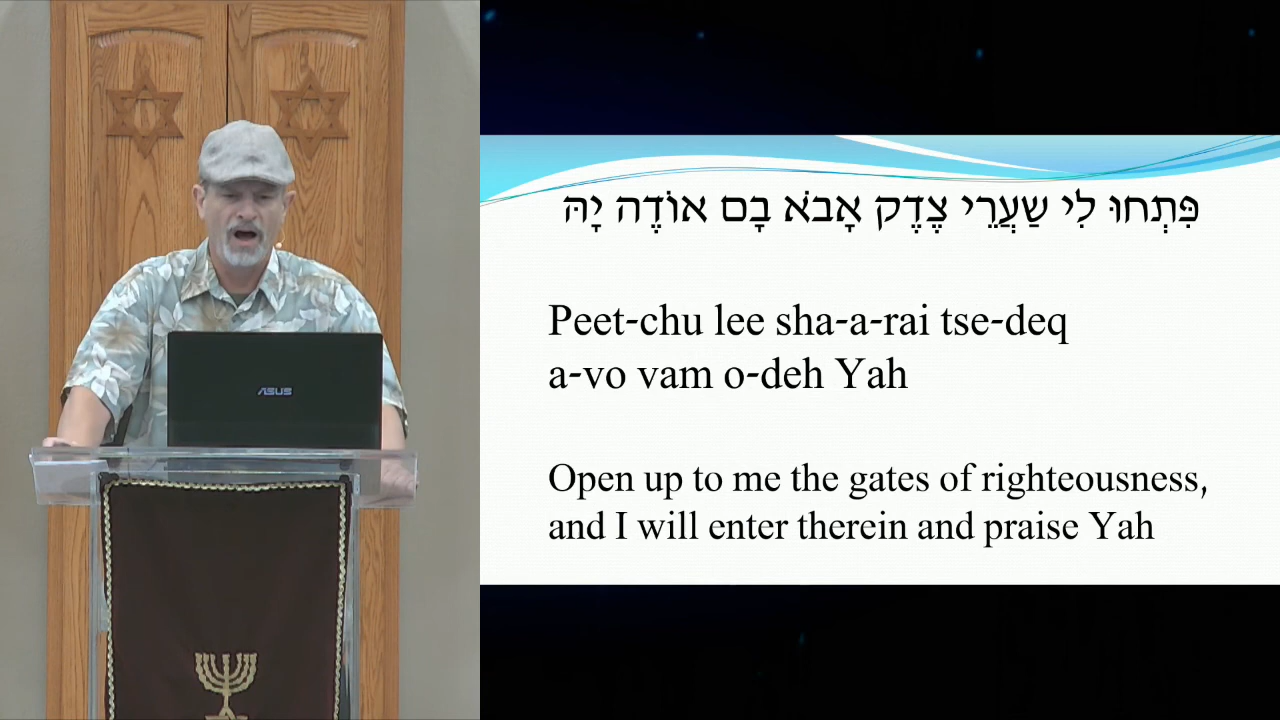 ASUS
פִּתְחוּ לִי שַׁעֲרֵי צֶדֶק אָבֹא בָם אוֹדֶה יָהּ
Peet-chu lee sha-a-rai tse-deq
a-vo vam o-deh Yah
Open up to me the gates of righteousness,
and I will enter therein and praise Yah